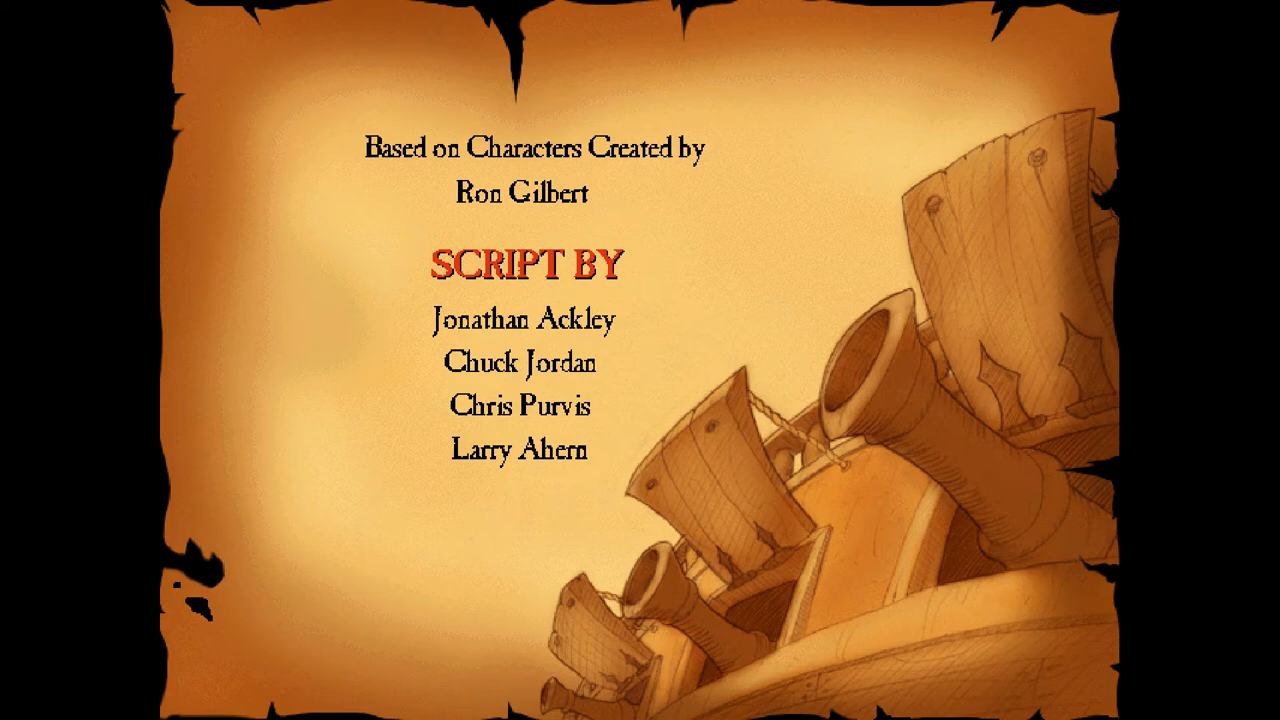 Based on Characters Created by
Ron Gilbert
SCRIPT BY
Jonathan Ackley
Chuck Jordan
Chris Purvis
Larry Ahern